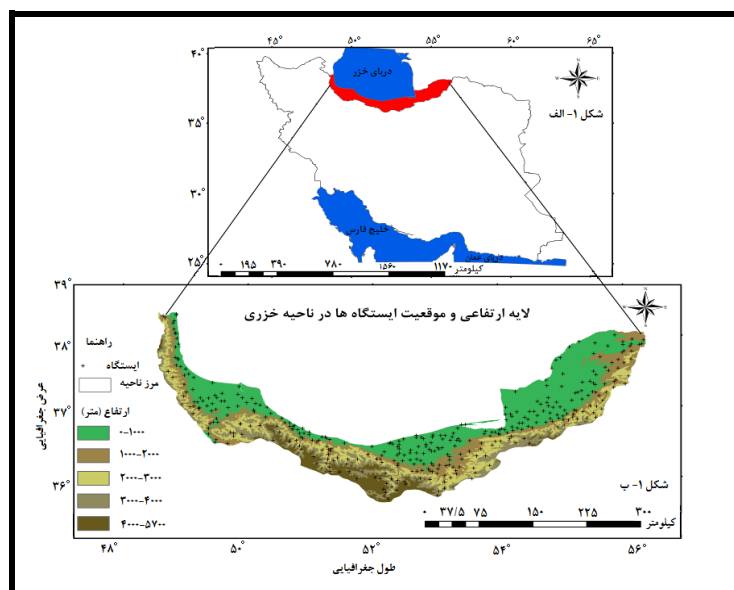 ۴۵° ۵۰° ۵۵° ۶۰° ۶۵°
۴۰°
۳۵°
۳۰°
۲۵°
دریای خزر
شکل ۱- الف
خلیج فارس
دریای عمان
۰ ۱۹۵ ۳۹۰ ۷۸۰ ۱۵۶۰ ۱۱۷۰
کیلومتر
لایه ارتفاعی و موقعیت ایستگاه ها در ناحیه خزری
۳۹°
۳۸°
۳۷°
۳۶°
عرض جغرافیایی
راهنما
ایستگاه
مرز ناحیه
ارتفاع (متر)
۰-۱۰۰۰
۱۰۰۰-۲۰۰۰
۲۰۰۰-۳۰۰۰
۳۰۰۰-۴۰۰۰
۴۰۰۰-۵۷۰۰
شکل ۱- ب
۰ ۳۷/۵ ۷۵ ۱۵۰ ۲۲۵ ۳۰۰
کیلومتر
۴۸° ۵۰° ۵۲° ۵۴° ۵۶°
طول جغرافیایی